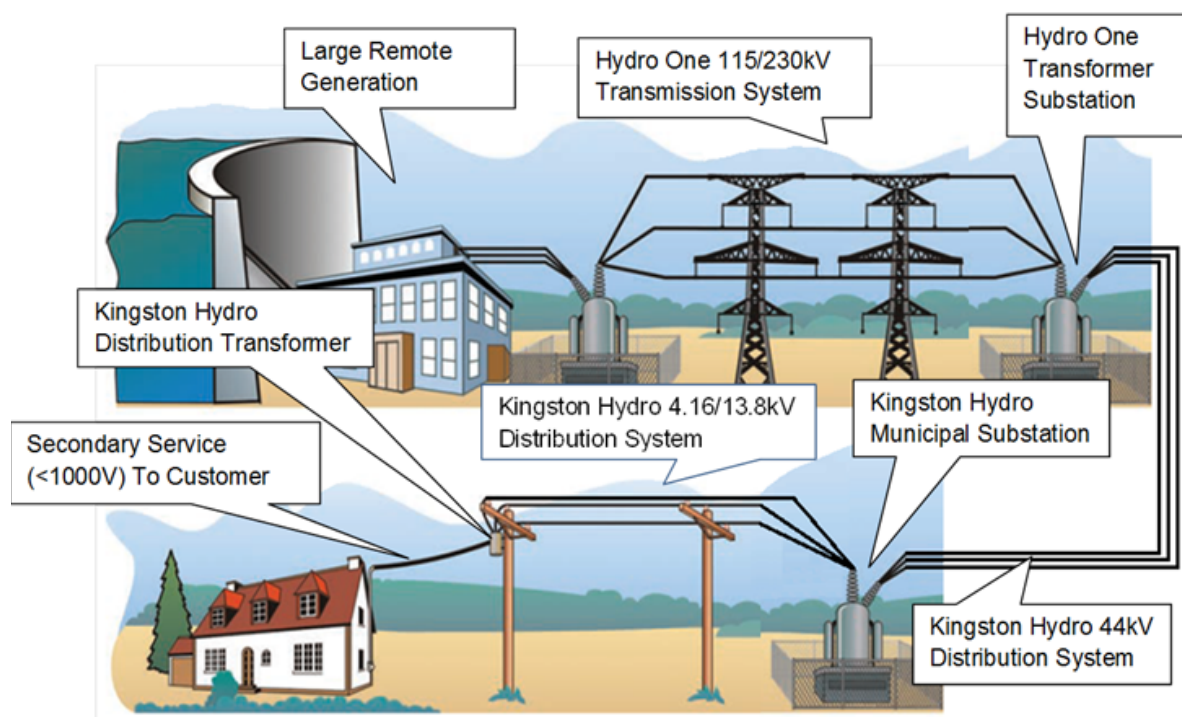 Large Remote
Generation
Hydro One 115/230kV
Transmission System
Hydro One
Transformer
Substation
Kingston Hydro
Distribution Transformer
Kingston Hydro 4.16/13.8kV
Distribution System
Kingston Hydro
Municipal Substation
Secondary Service
(<1000V) To Customer
Kingston Hydro 44kV
Distribution System